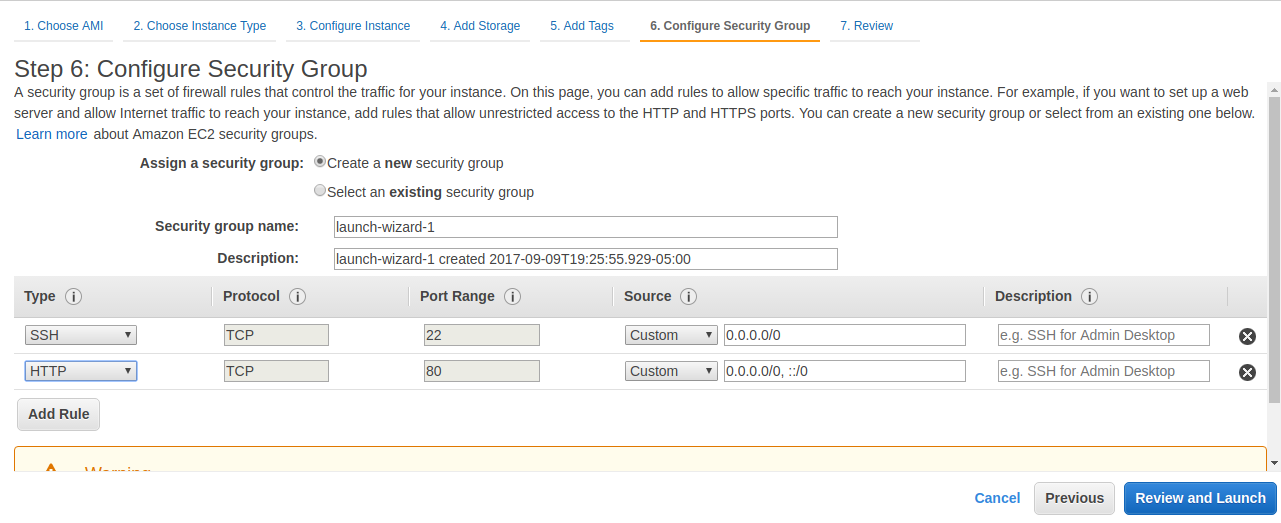 1. Choose AMI 2. Choose Instance Type 3. Configure Instance 4. Add Storage 5. Add Tags 6. Configure Security Group 7. Review
Step 6: Configure Security Group
A security group is a set of firewall rules that control the traffic for your instance. On this page, you can add rules to allow specific traffic to reach your instance. For example, if you want to set up a web
server and allow Internet traffic to reach your instance, add rules that allow unrestricted access to the HTTP and HTTPS ports. You can create a new security group or select from an existing one below.
Learn more about Amazon EC2 security groups.
Assign a security group: Create a new security group
Select an existing security group
Security group name: launch-wizard-1
Description: launch-wizard-1 created 2017-09-09T19:25:55.929-05:00
Type i Protocol i Port Range i Source i Description i
SSH TCP 22 Custom 0.0.0.0/0 e.g. SSH for Admin Desktop
HTTP TCP 80 Custom 0.0.0.0/0, ::/0 e.g. SSH for Admin Desktop
Add Rule
Warning
Cancel Previous Review and Launch